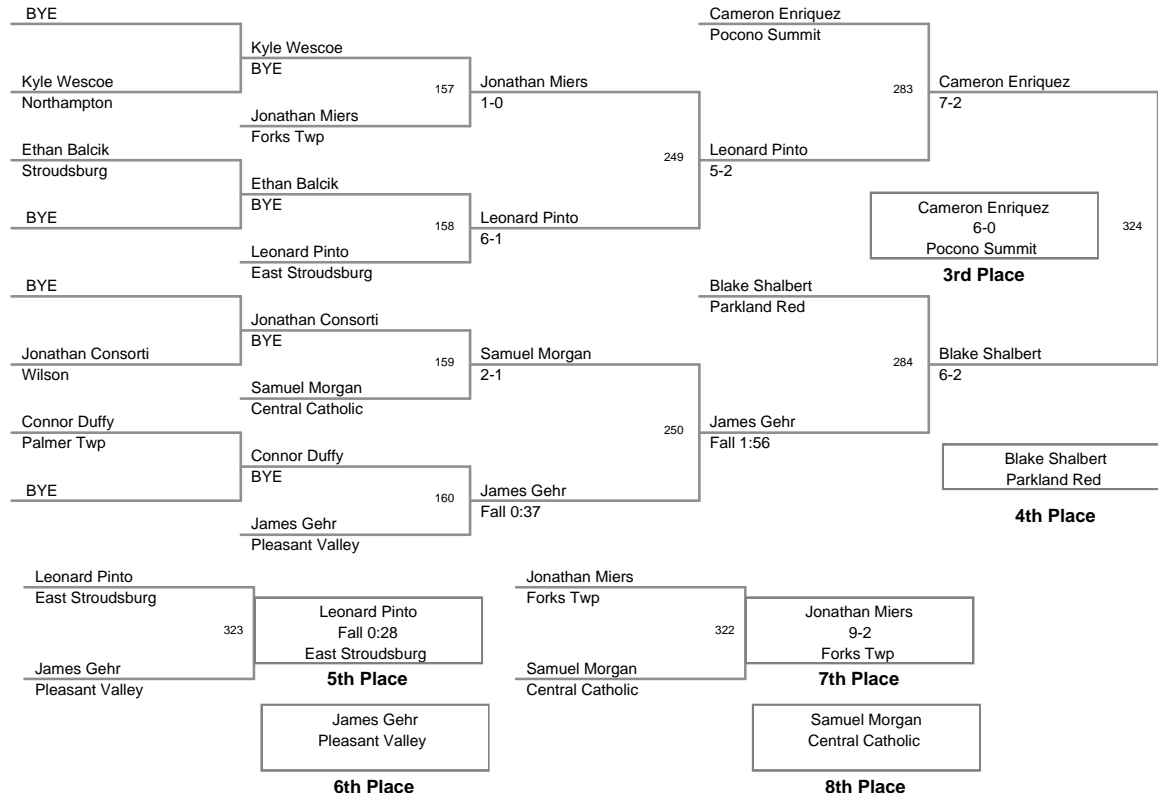 BYE
Kyle Wescoe
Northampton
Ethan Balcik
Stroudsburg
BYE
BYE
Jonathan Consorti
Wilson
Connor Duffy
Palmer Twp
BYE
Kyle Wescoe
BYE
157
Jonathan Miers
Forks Twp
Ethan Balcik
BYE
158
Leonard Pinto
East Stroudsburg
Jonathan Consorti
BYE
159
Samuel Morgan
Central Catholic
Connor Duffy
BYE
160
James Gehr
Pleasant Valley
Jonathan Miers
1-0
249
Leonard Pinto
6-1
Samuel Morgan
2-1
250
James Gehr
Fall 0:37
Cameron Enriquez
Pocono Summit
283
Leonard Pinto
5-2
Blake Shalbert
Parkland Red
284
James Gehr
Fall 1:56
Cameron Enriquez
7-2
324
Blake Shalbert
6-2
Cameron Enriquez
6-0
Pocono Summit
3rd Place
Blake Shalbert
Parkland Red
4th Place
Leonard Pinto
East Stroudsburg
323
James Gehr
Pleasant Valley
Leonard Pinto
Fall 0:28
East Stroudsburg
5th Place
James Gehr
Pleasant Valley
6th Place
Jonathan Miers
Forks Twp
322
Samuel Morgan
Central Catholic
Jonathan Miers
9-2
Forks Twp
7th Place
Samuel Morgan
Central Catholic
8th Place